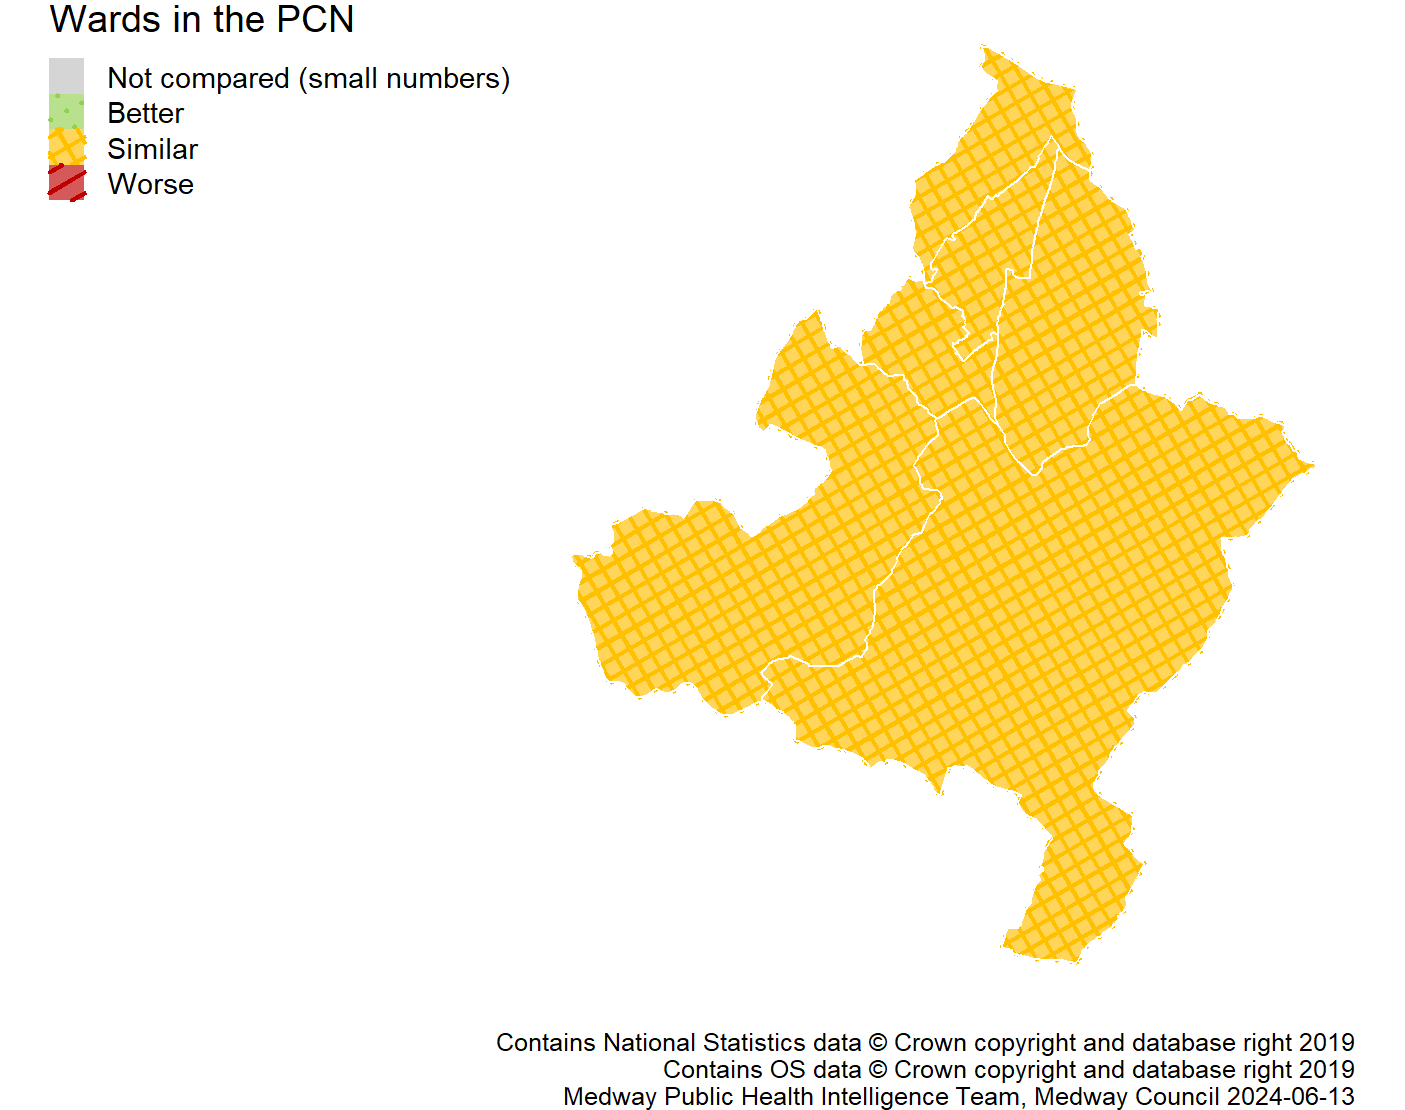 Wards in the PCN
Not compared (small numbers)
Better
Similar
Worse
Contains National Statistics data © Crown copyright and database right 2019
Contains OS data © Crown copyright and database right 2019
Medway Public Health Intelligence Team, Medway Council 2024-06-13